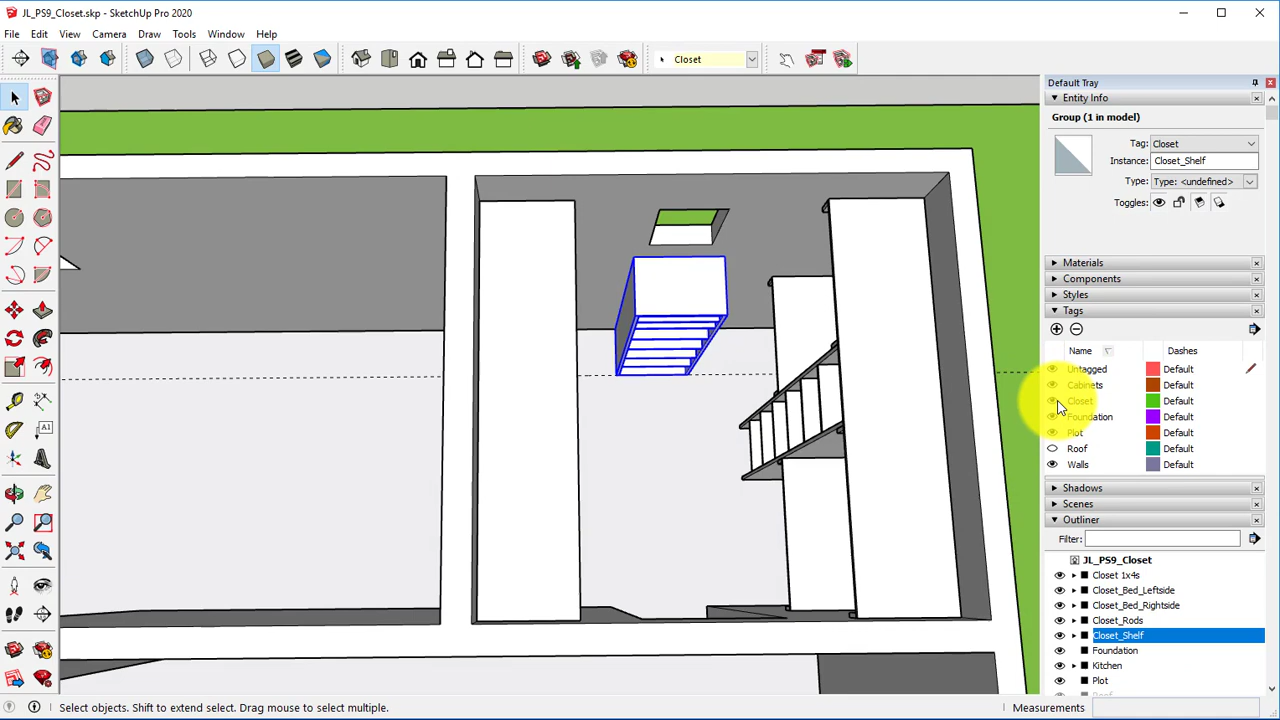 JL_PS9_Closet.skp - SketchUp Pro 2020
File Edit View Camera Draw Tools Window Help
Closet
Default Tray
Entity Info
Group (1 in model)
Tag: Closet
Instance: Closet_Shelf
Type: Type: <undefined>
Toggles:
Materials
Components
Styles
Tags
Name Dashes
Untagged Default
Cabinets Default
Closet Default
Foundation Default
Plot Default
Roof Default
Walls Default
Shadows
Scenes
Outliner
Filter:
JL_PS9_Closet
Closet 1x4s
Closet_Bed_Leftside
Closet_Bed_Rightside
Closet_Rods
Closet_Shelf
Foundation
Kitchen
Plot
Select objects. Shift to extend select. Drag mouse to select multiple.
Measurements